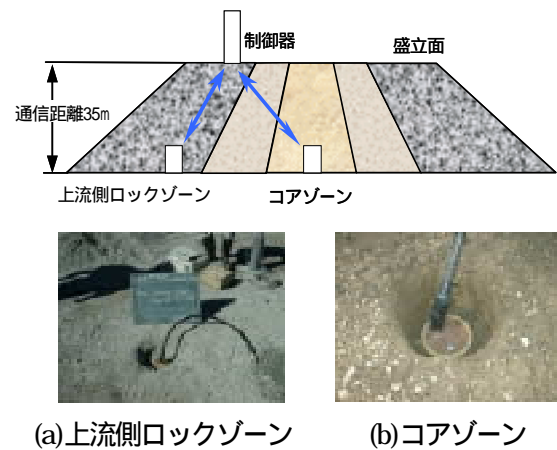 制御器
盛立面
通信距離35m
上流側ロックゾーン
コアゾーン
(a)上流側ロックゾーン
(b)コアゾーン